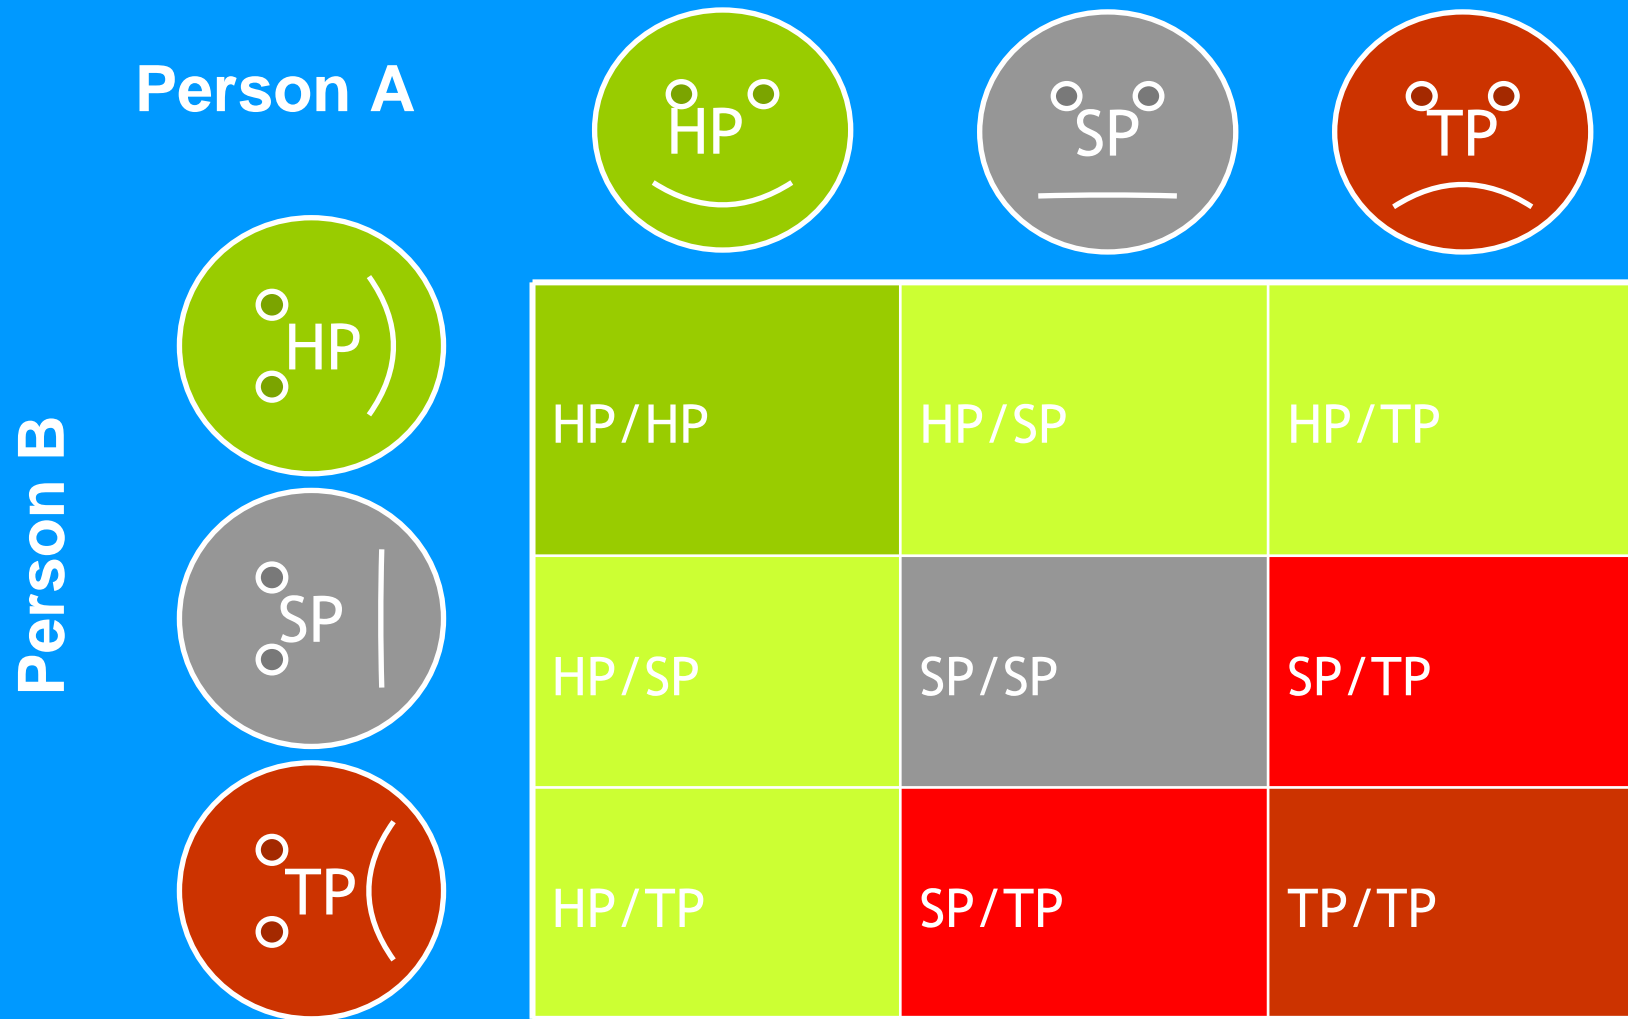 Person A
HP
SP
TP
Person B
HP
HP/HP
HP/SP
HP/TP
SP
HP/SP
SP/SP
SP/TP
TP
HP/TP
SP/TP
TP/TP